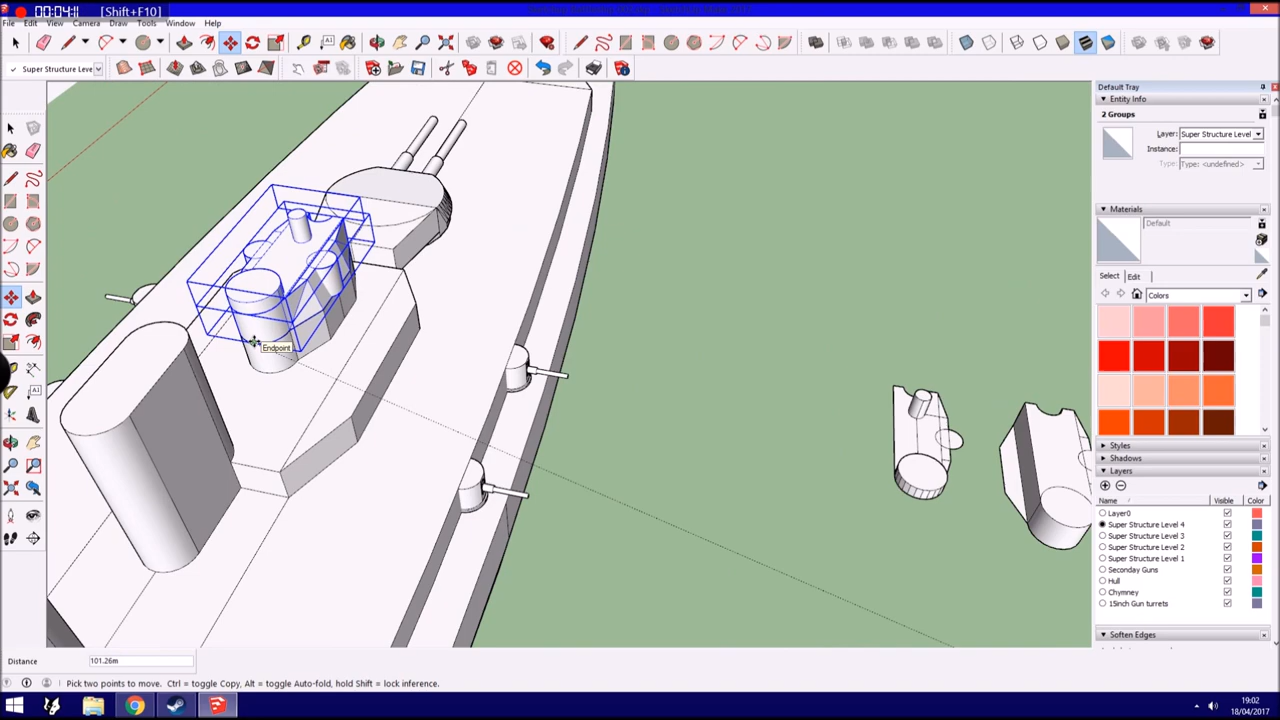 00:04:11 [Shift+F10]
File Edit View Camera Draw Tools Window Help
Super Structure Leve
Default Tray
Entity Info
2 Groups
Layer: Super Structure Level
Instance:
Type: Type: <undefined>
Materials
Default
Select Edit
Colors
Endpoint
Styles
Shadows
Layers
Name Visible Color
Layer0
Super Structure Level 4
Super Structure Level 3
Super Structure Level 2
Super Structure Level 1
Seconday Guns
Hull
Chymney
15inch Gun turrets
Soften Edges
Distance 101.26m
Pick two points to move. Ctrl = toggle Copy, Alt = toggle Auto-fold, hold Shift = lock inference.
19:02
18/04/2017